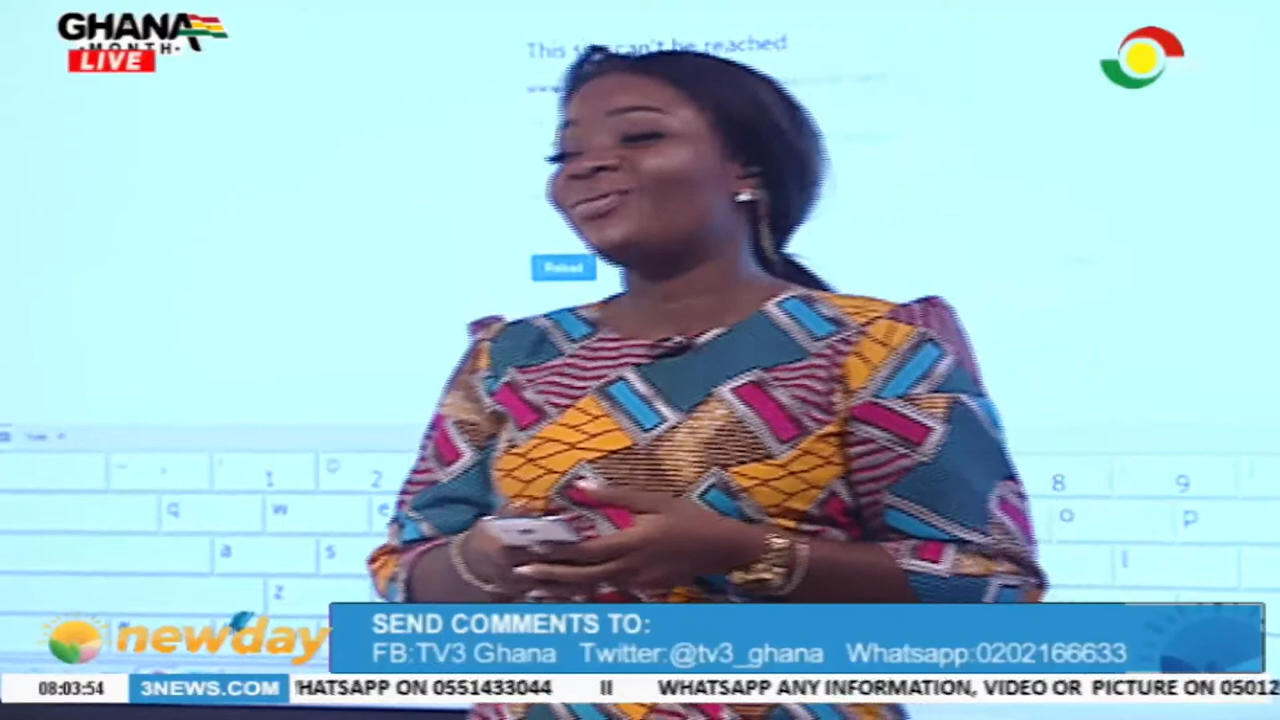 GHANA
-MONTH-
LIVE
This can't be reached
Reload
1 2 8 9
q w e o p
a s l
z
newday
SEND COMMENTS TO:
FB:TV3 Ghana Twitter:@tv3_ghana Whatsapp:0202166633
08:03:54 3NEWS.COM HATSAPP ON 0551433044 II WHATSAPP ANY INFORMATION, VIDEO OR PICTURE ON 05012